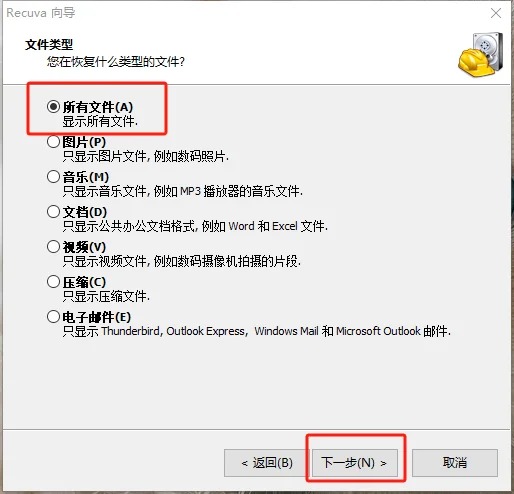 Recuva 向导
文件类型
您在恢复什么类型的文件?
所有文件(A)
显示所有文件.
图片(P)
只显示图片文件, 例如数码照片.
音乐(M)
只显示音乐文件, 例如 MP3 播放器的音乐文件.
文档(D)
只显示公共办公文档格式, 例如 Word 和 Excel 文件.
视频(V)
只显示视频文件, 例如数码摄像机拍摄的片段.
压缩(C)
只显示压缩文件.
电子邮件(E)
只显示 Thunderbird, Outlook Express, Windows Mail 和 Microsoft Outlook 邮件.
< 返回(B) 下一步(N) > 取消